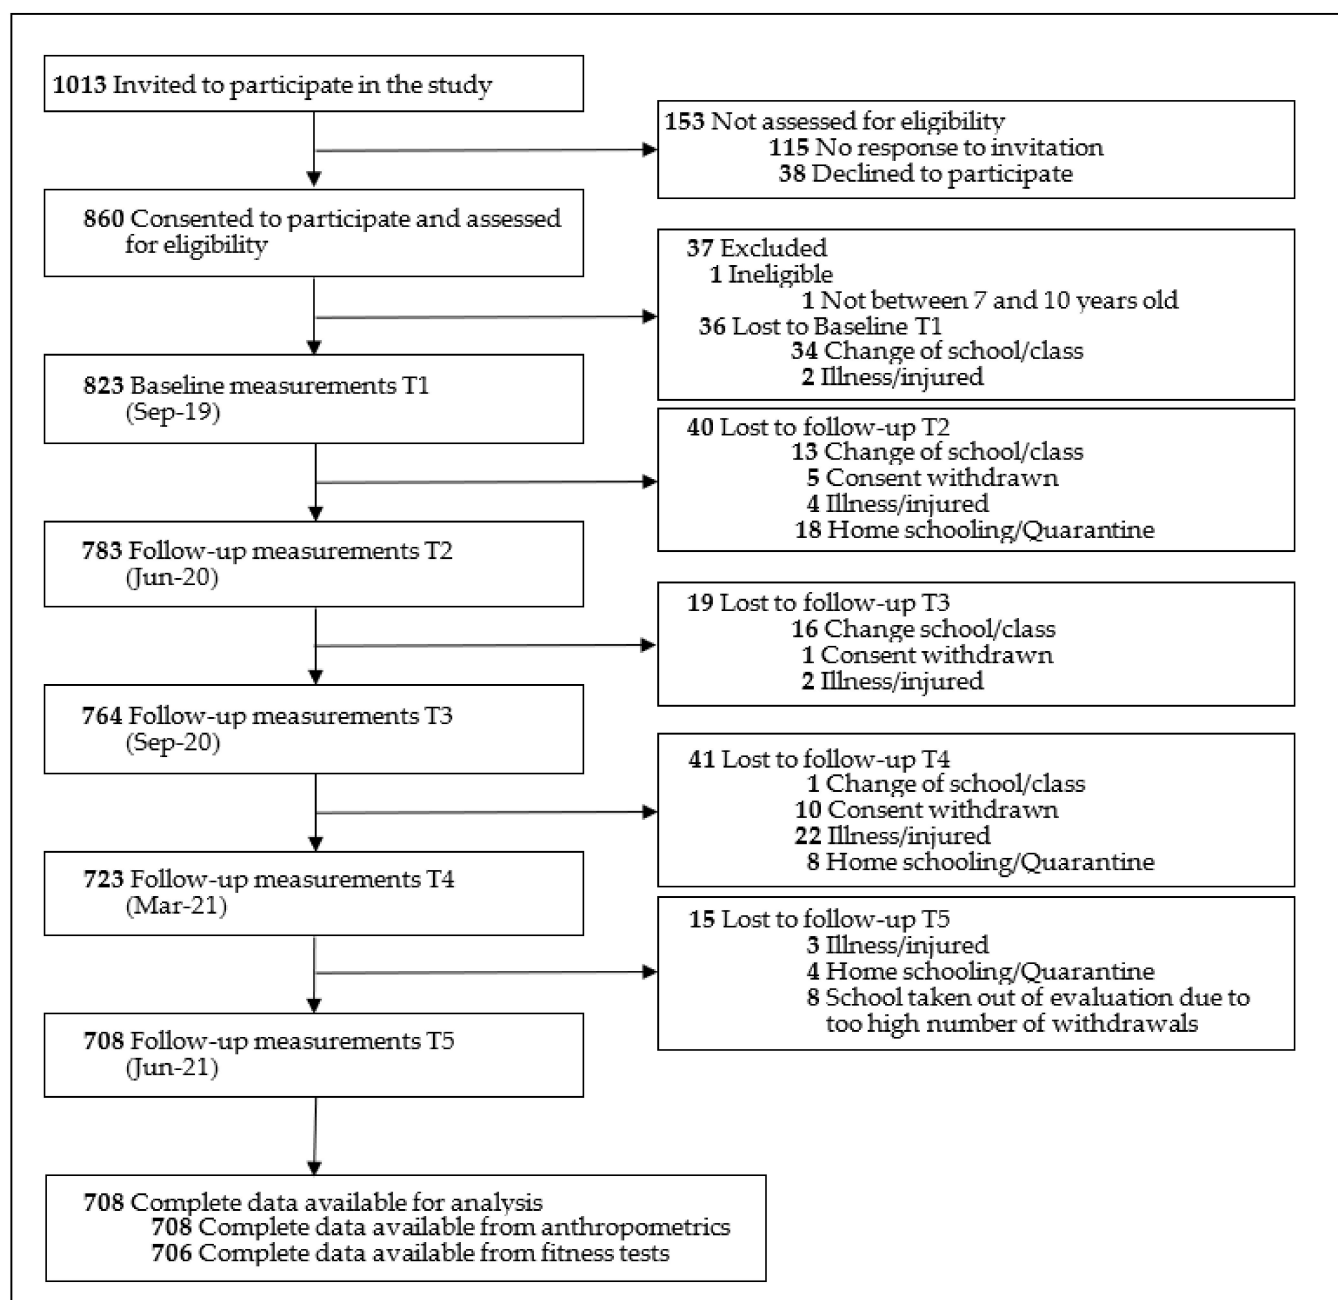 1013 Invited to participate in the study
153 Not assessed for eligibility
115 No response to invitation
38 Declined to participate
860 Consented to participate and assessed
for eligibility
37 Excluded
1 Ineligible
1 Not between 7 and 10 years old
36 Lost to Baseline T1
34 Change of school/class
2 Illness/injured
823 Baseline measurements T1
(Sep-19)
40 Lost to follow-up T2
13 Change of school/class
5 Consent withdrawn
4 Illness/injured
18 Home schooling/Quarantine
783 Follow-up measurements T2
(Jun-20)
19 Lost to follow-up T3
16 Change school/class
1 Consent withdrawn
2 Illness/injured
764 Follow-up measurements T3
(Sep-20)
41 Lost to follow-up T4
1 Change of school/class
10 Consent withdrawn
22 Illness/injured
8 Home schooling/Quarantine
723 Follow-up measurements T4
(Mar-21)
15 Lost to follow-up T5
3 Illness/injured
4 Home schooling/Quarantine
8 School taken out of evaluation due to
too high number of withdrawals
708 Follow-up measurements T5
(Jun-21)
708 Complete data available for analysis
708 Complete data available from anthropometrics
706 Complete data available from fitness tests